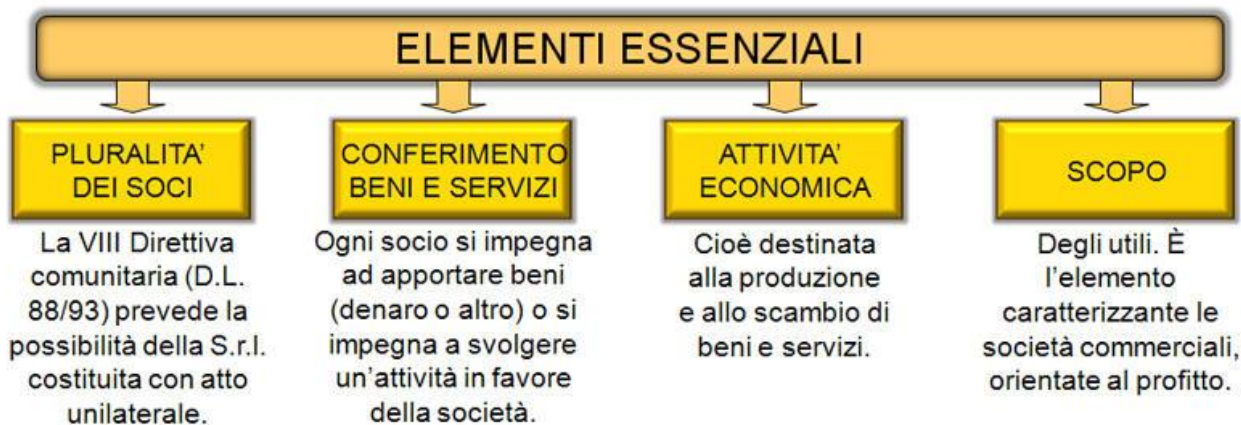 ELEMENTI ESSENZIALI
PLURALITA’
DEI SOCI
La VIII Direttiva
comunitaria (D.L.
88/93) prevede la
possibilità della S.r.l.
costituita con atto
unilaterale.
CONFERIMENTO
BENI E SERVIZI
Ogni socio si impegna
ad apportare beni
(denaro o altro) o si
impegna a svolgere
un’attività in favore
della società.
ATTIVITA’
ECONOMICA
Cioè destinata
alla produzione
e allo scambio di
beni e servizi.
SCOPO
Degli utili. È
l’elemento
caratterizzante le
società commerciali,
orientate al profitto.